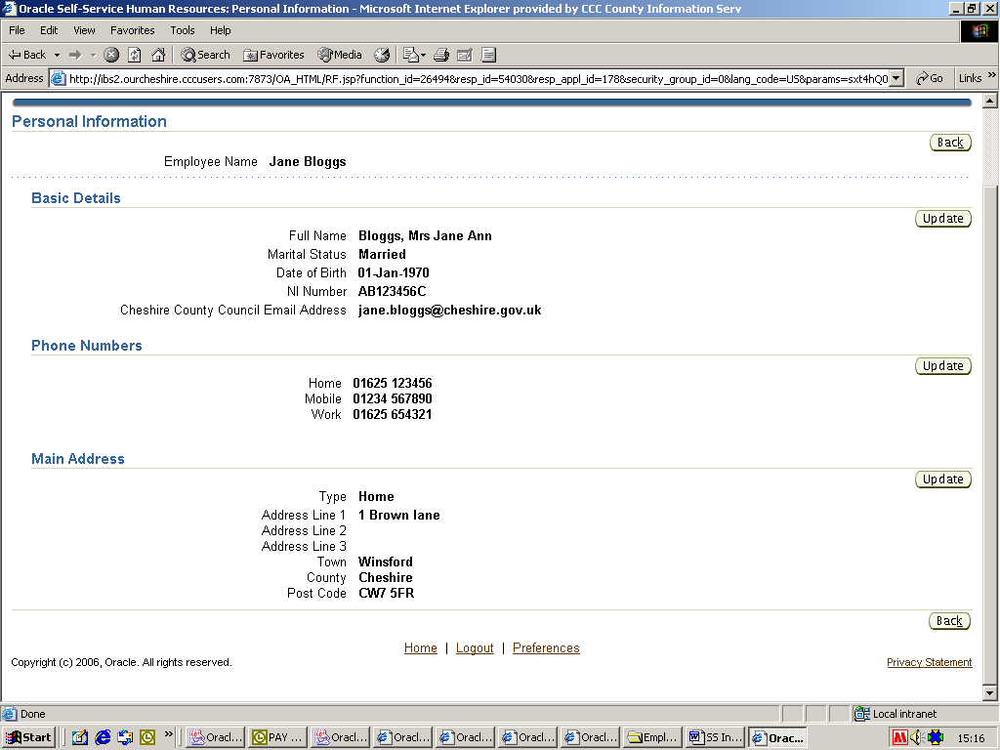 Oracle Self-Service Human Resources: Personal Information - Microsoft Internet Explorer provided by CCC County Information Serv
File Edit View Favorites Tools Help
Back Search Favorites Media
Address http://ibs2.ourcheshire.cccusers.com:7873/OA_HTML/RF.jsp?function_id=26494&resp_id=54030&resp_appl_id=178&security_group_id=0&lang_code=US&params=sxt4hQ0 Go Links »
Personal Information
Back
Employee Name Jane Bloggs
Basic Details
Update
Full Name Bloggs, Mrs Jane Ann
Marital Status Married
Date of Birth 01-Jan-1970
NI Number AB123456C
Cheshire County Council Email Address jane.bloggs@cheshire.gov.uk
Phone Numbers
Update
Home 01625 123456
Mobile 01234 567890
Work 01625 654321
Main Address
Update
Type Home
Address Line 1 1 Brown lane
Address Line 2
Address Line 3
Town Winsford
County Cheshire
Post Code CW7 5FR
Back
Home | Logout | Preferences
Copyright (c) 2006, Oracle. All rights reserved. Privacy Statement
Done Local intranet
Start » Oracl... PAY ... Oracl... Oracl... Oracl... Oracl... Oracl... Empl... SS In... Orac... 15:16